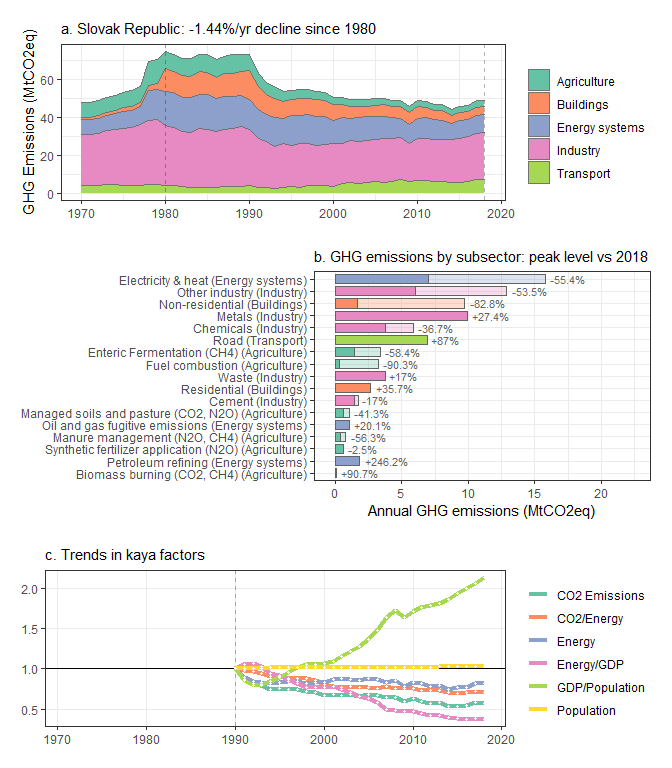 a. Slovak Republic: -1.44%/yr decline since 1980
GHG Emissions (MtCO2eq)
60
40
20
0
1970 1980 1990 2000 2010 2020
Agriculture
Buildings
Energy systems
Industry
Transport
b. GHG emissions by subsector: peak level vs 2018
Electricity & heat (Energy systems) -55.4%
Other industry (Industry) -53.5%
Non-residential (Buildings) -82.8%
Metals (Industry) +27.4%
Chemicals (Industry) -36.7%
Road (Transport) +87%
Enteric Fermentation (CH4) (Agriculture) -58.4%
Fuel combustion (Agriculture) -90.3%
Waste (Industry) +17%
Residential (Buildings) +35.7%
Cement (Industry) -17%
Managed soils and pasture (CO2, N2O) (Agriculture) -41.3%
Oil and gas fugitive emissions (Energy systems) +20.1%
Manure management (N2O, CH4) (Agriculture) -56.3%
Synthetic fertilizer application (N2O) (Agriculture) -2.5%
Petroleum refining (Energy systems) +246.2%
Biomass burning (CO2, CH4) (Agriculture) +90.7%
0 5 10 15 20
Annual GHG emissions (MtCO2eq)
c. Trends in kaya factors
2.0
1.5
1.0
0.5
1970 1980 1990 2000 2010 2020
CO2 Emissions
CO2/Energy
Energy
Energy/GDP
GDP/Population
Population